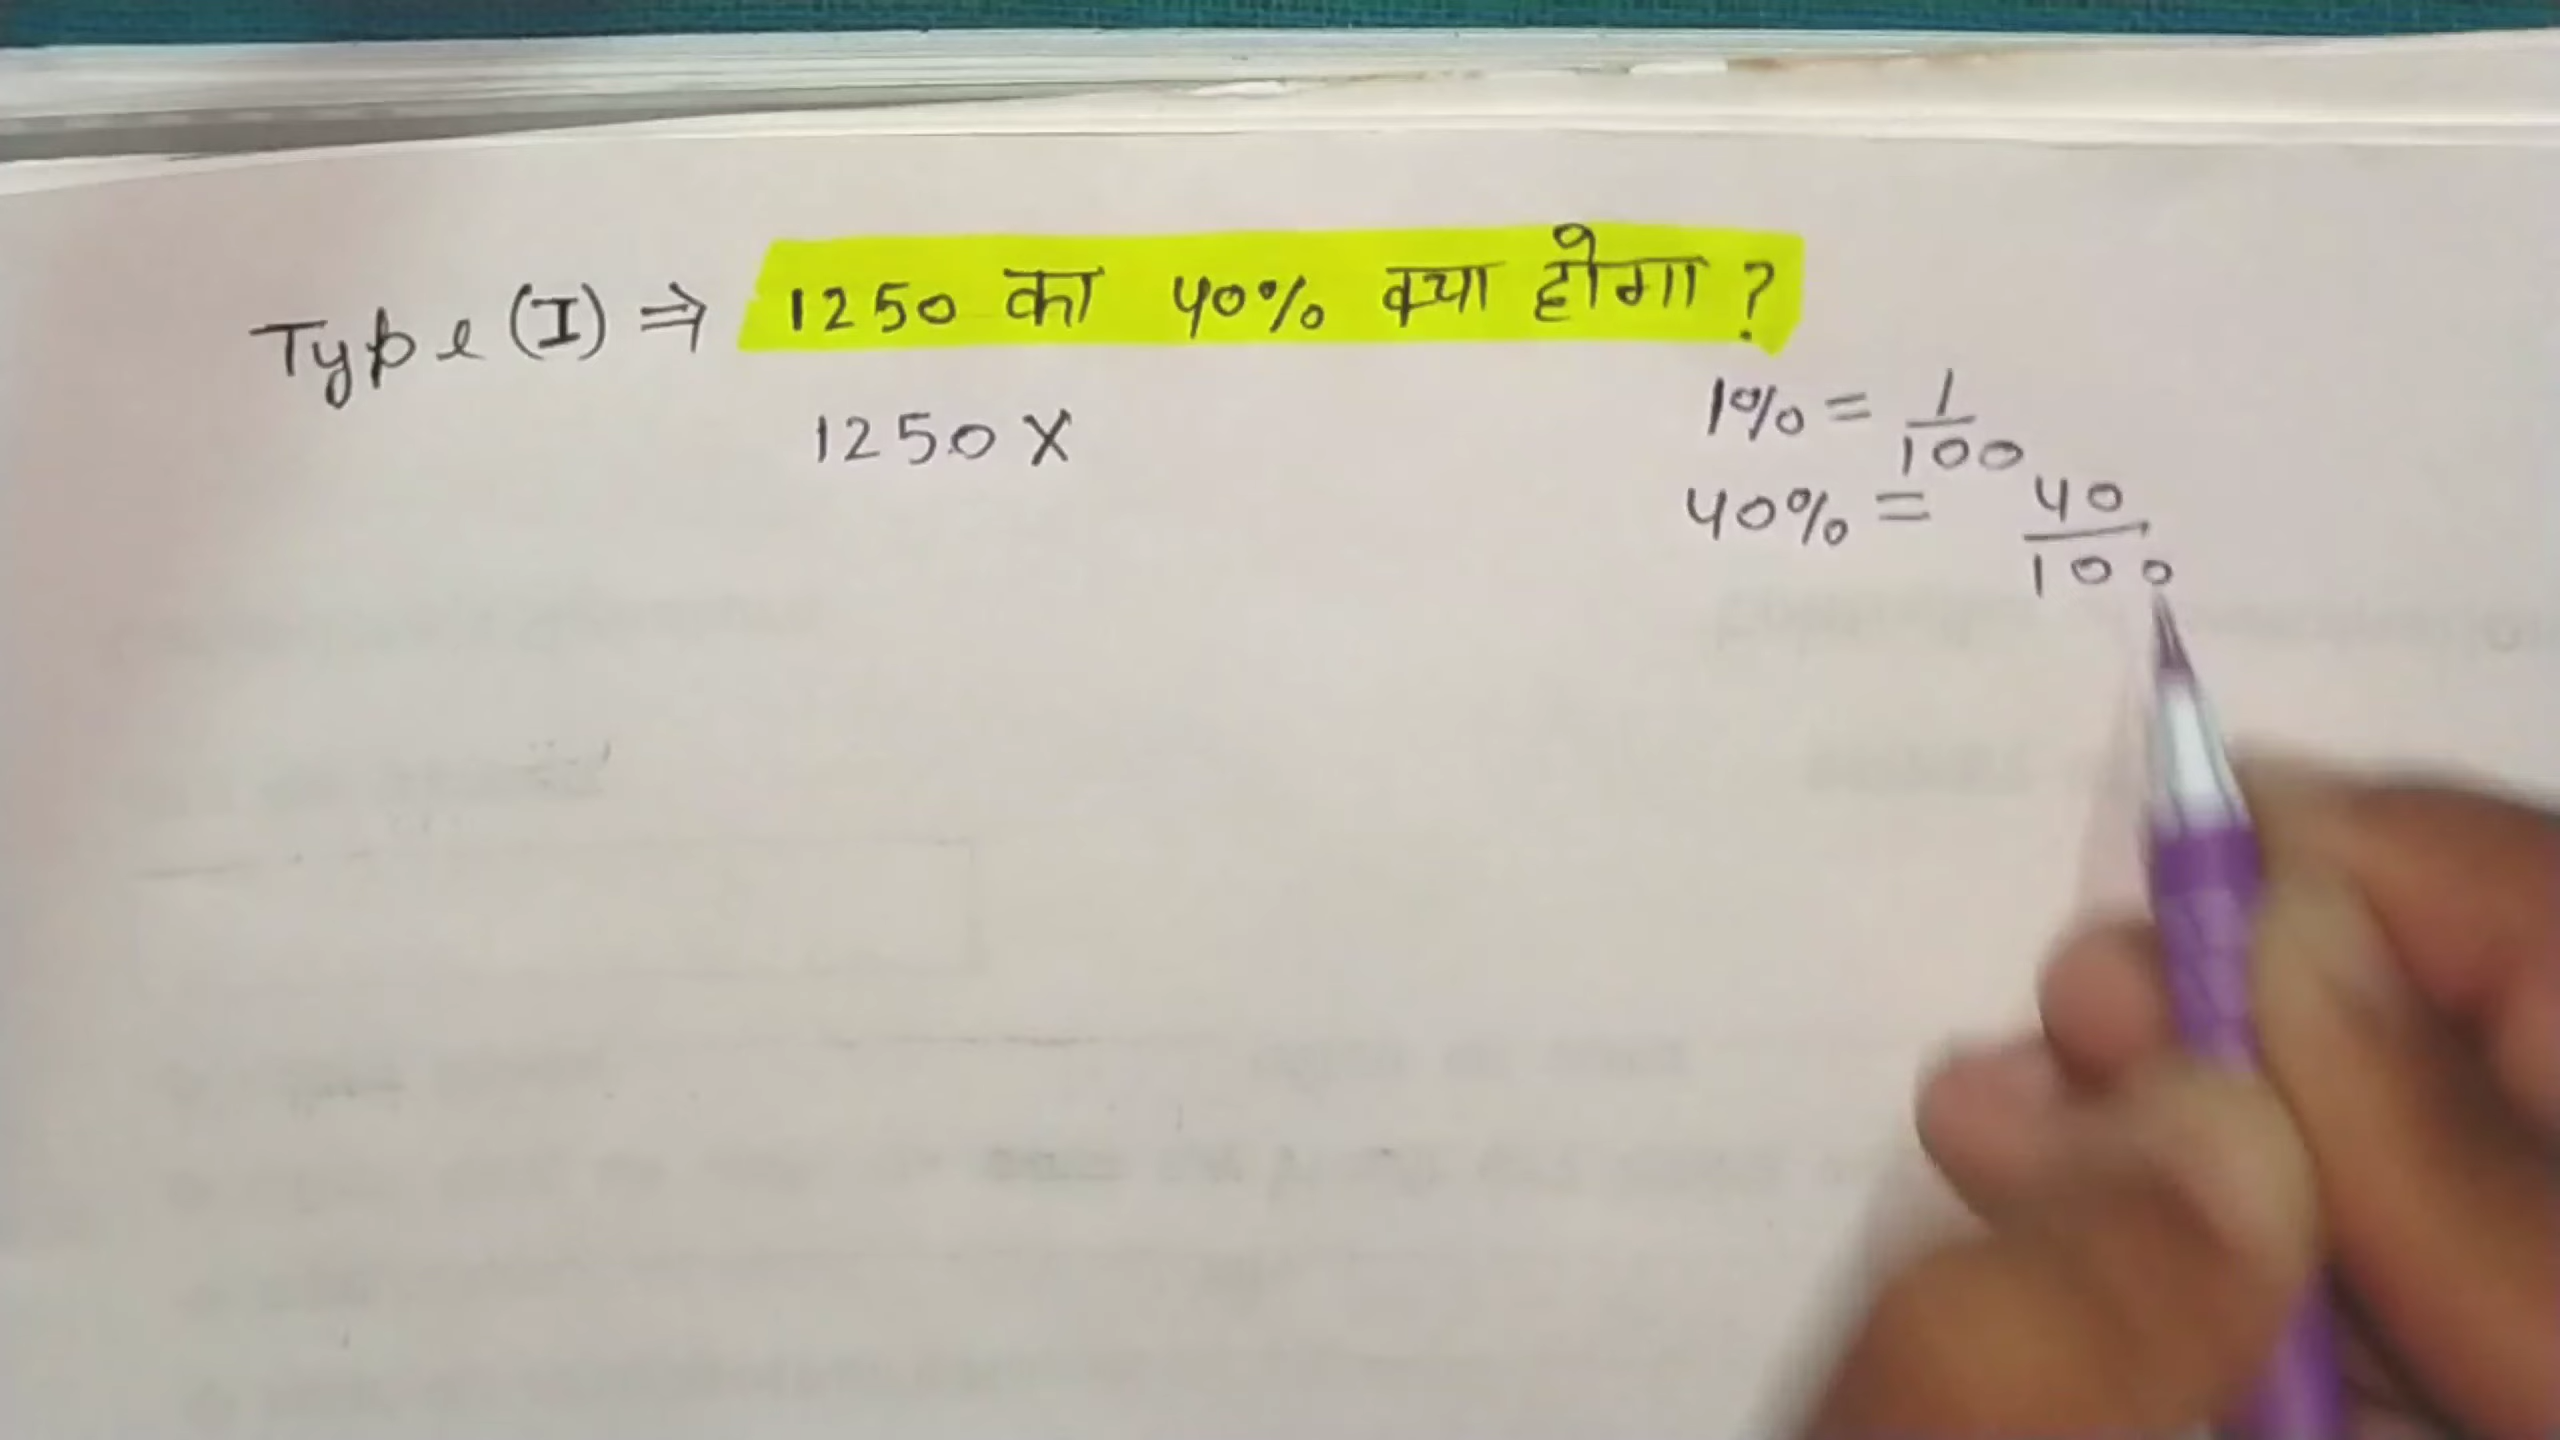 Type (I) ⇒ 1250 का 40% क्या होगा ?
1250 X
1% = 1/100
40% = 40/100